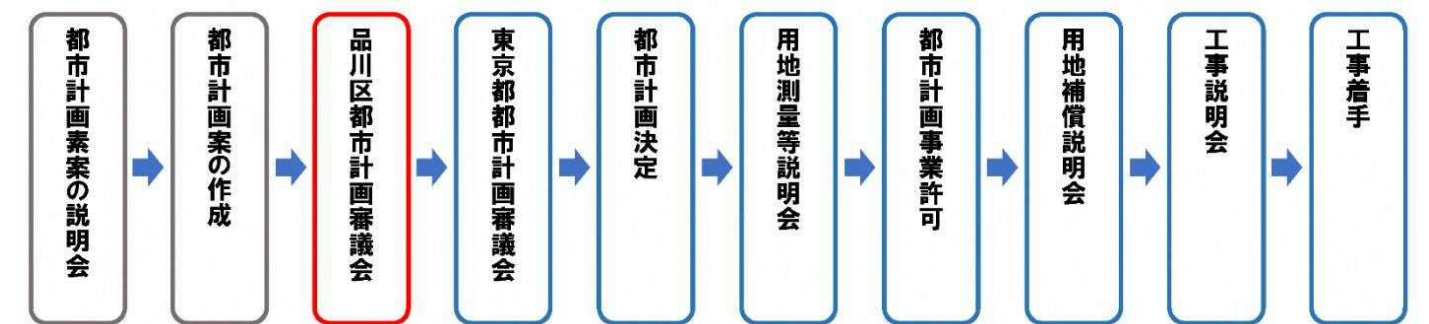 都市計画素案の説明会
都市計画案の作成
品川区都市計画審議会
東京都都市計画審議会
都市計画決定
用地測量等説明会
都市計画事業許可
用地補償説明会
工事説明会
工事着手